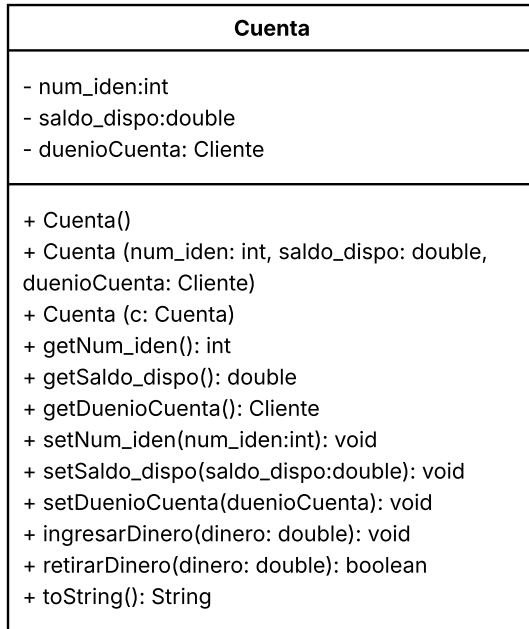 Cuenta
- num_iden:int
- saldo_dispo:double
- duenioCuenta: Cliente
+ Cuenta()
+ Cuenta (num_iden: int, saldo_dispo: double,
duenioCuenta: Cliente)
+ Cuenta (c: Cuenta)
+ getNum_iden(): int
+ getSaldo_dispo(): double
+ getDuenioCuenta(): Cliente
+ setNum_iden(num_iden:int): void
+ setSaldo_dispo(saldo_dispo:double): void
+ setDuenioCuenta(duenioCuenta): void
+ ingresarDinero(dinero: double): void
+ retirarDinero(dinero: double): boolean
+ toString(): String